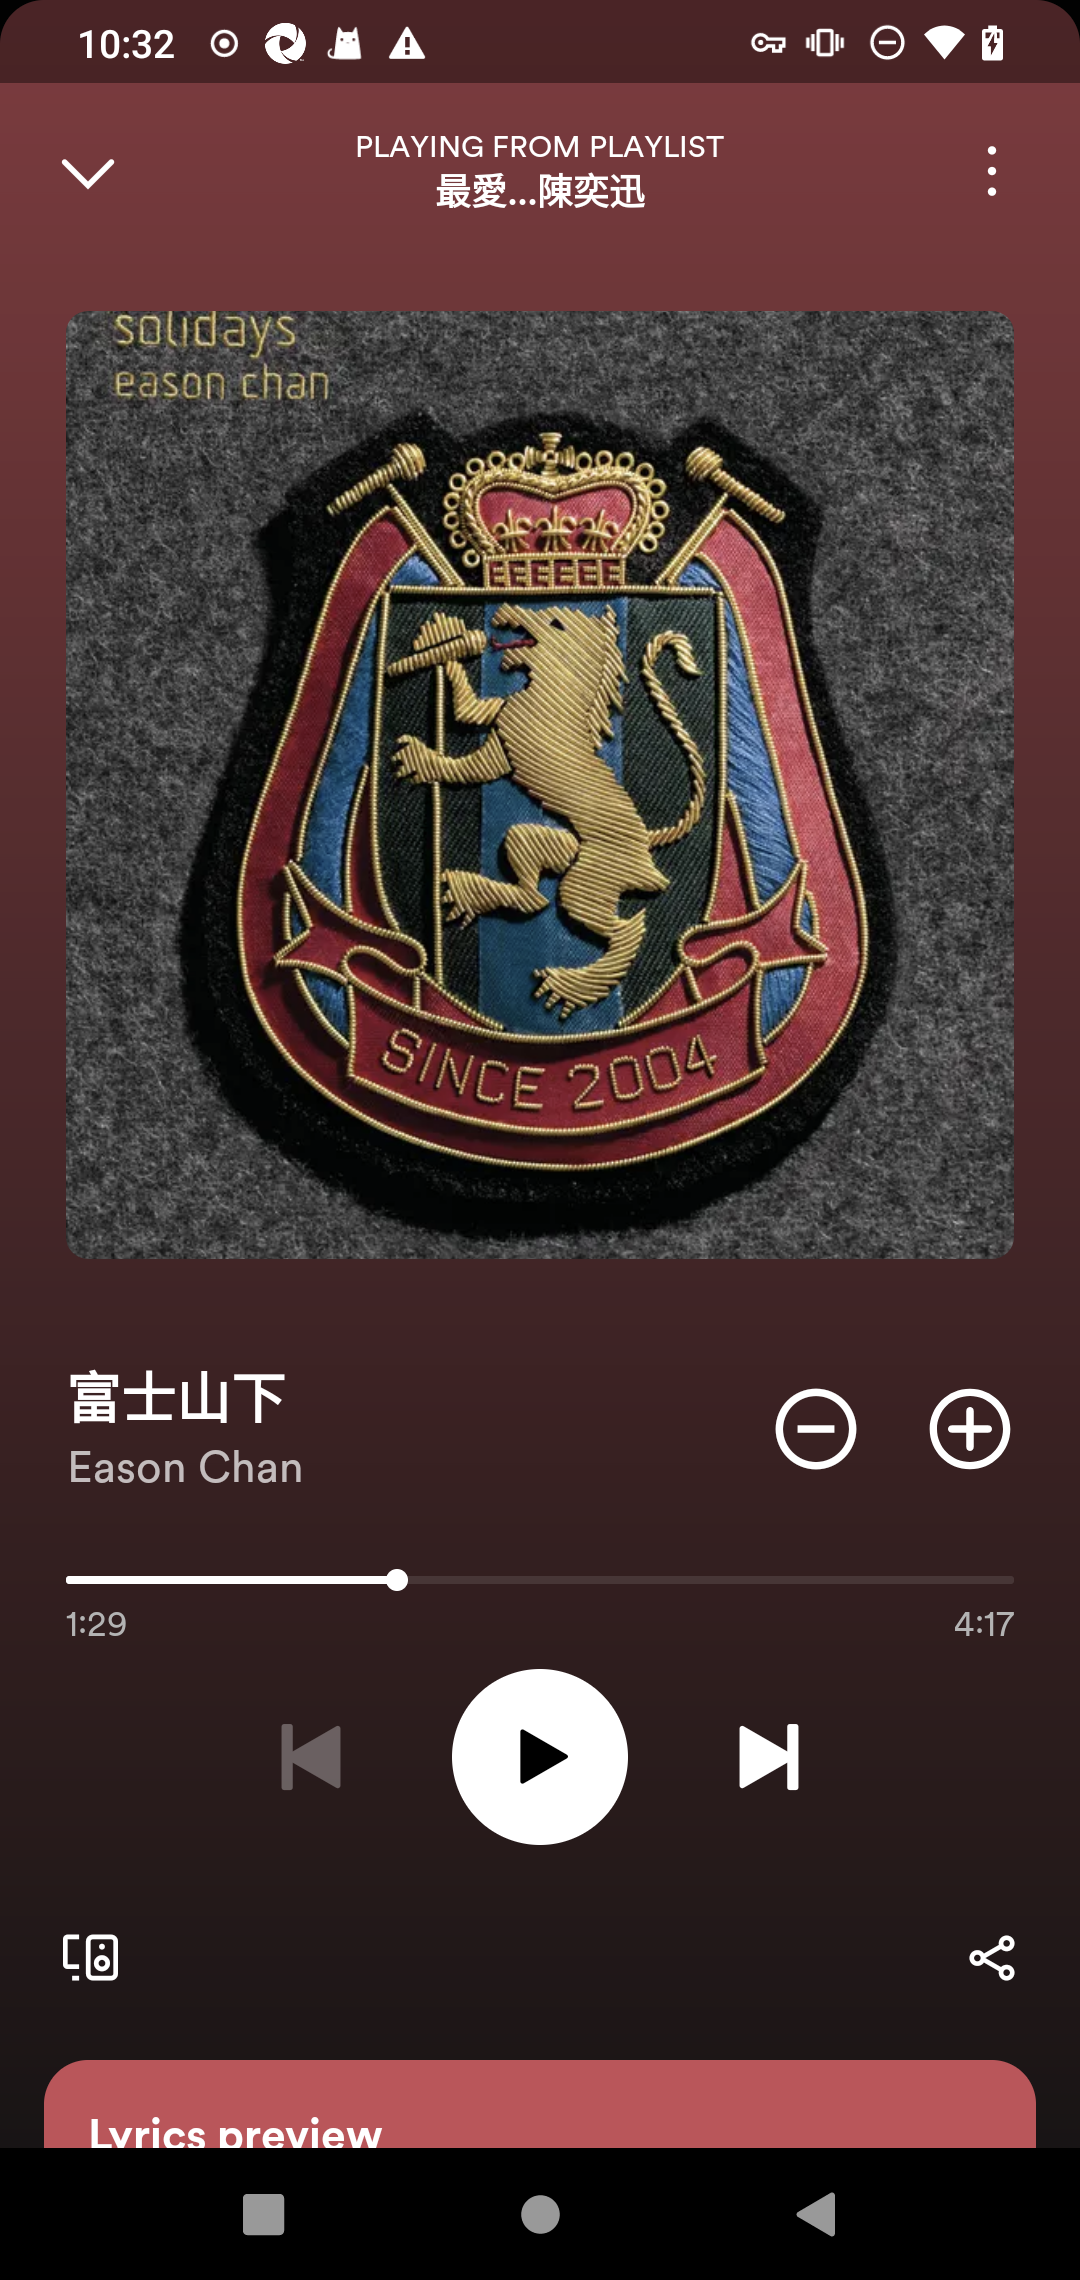 10:32
PLAYING FROM PLAYLIST
最愛...陳奕迅
solidays
eason chan
SINCE 2004
富士山下
Eason Chan
1:29
4:17
Lyrics preview